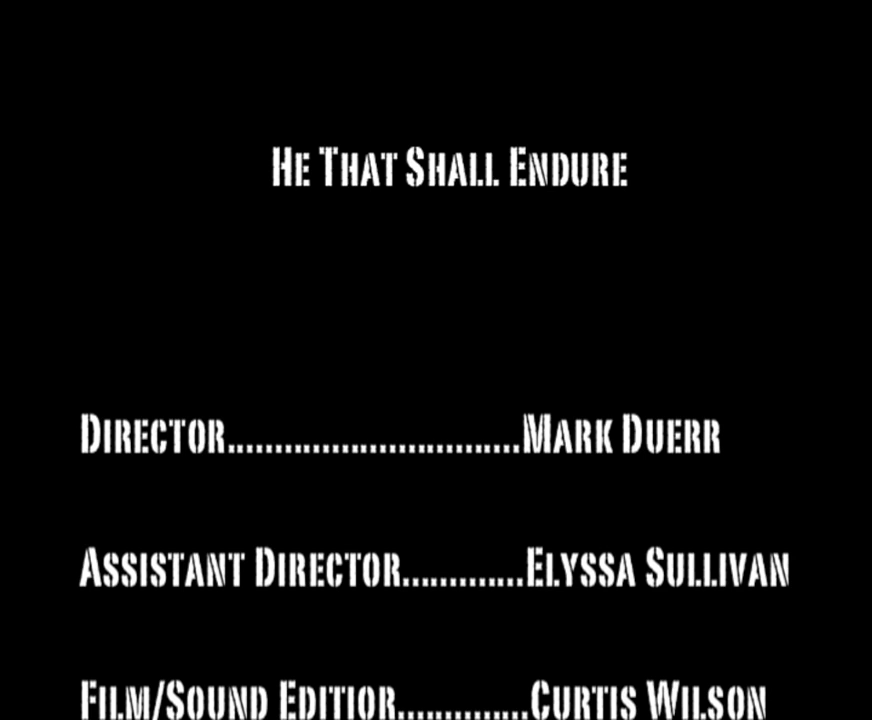 He That Shall Endure
Director...............................Mark Duerr
Assistant Director.............Elyssa Sullivan
Film/Sound Editior..............Curtis Wilson